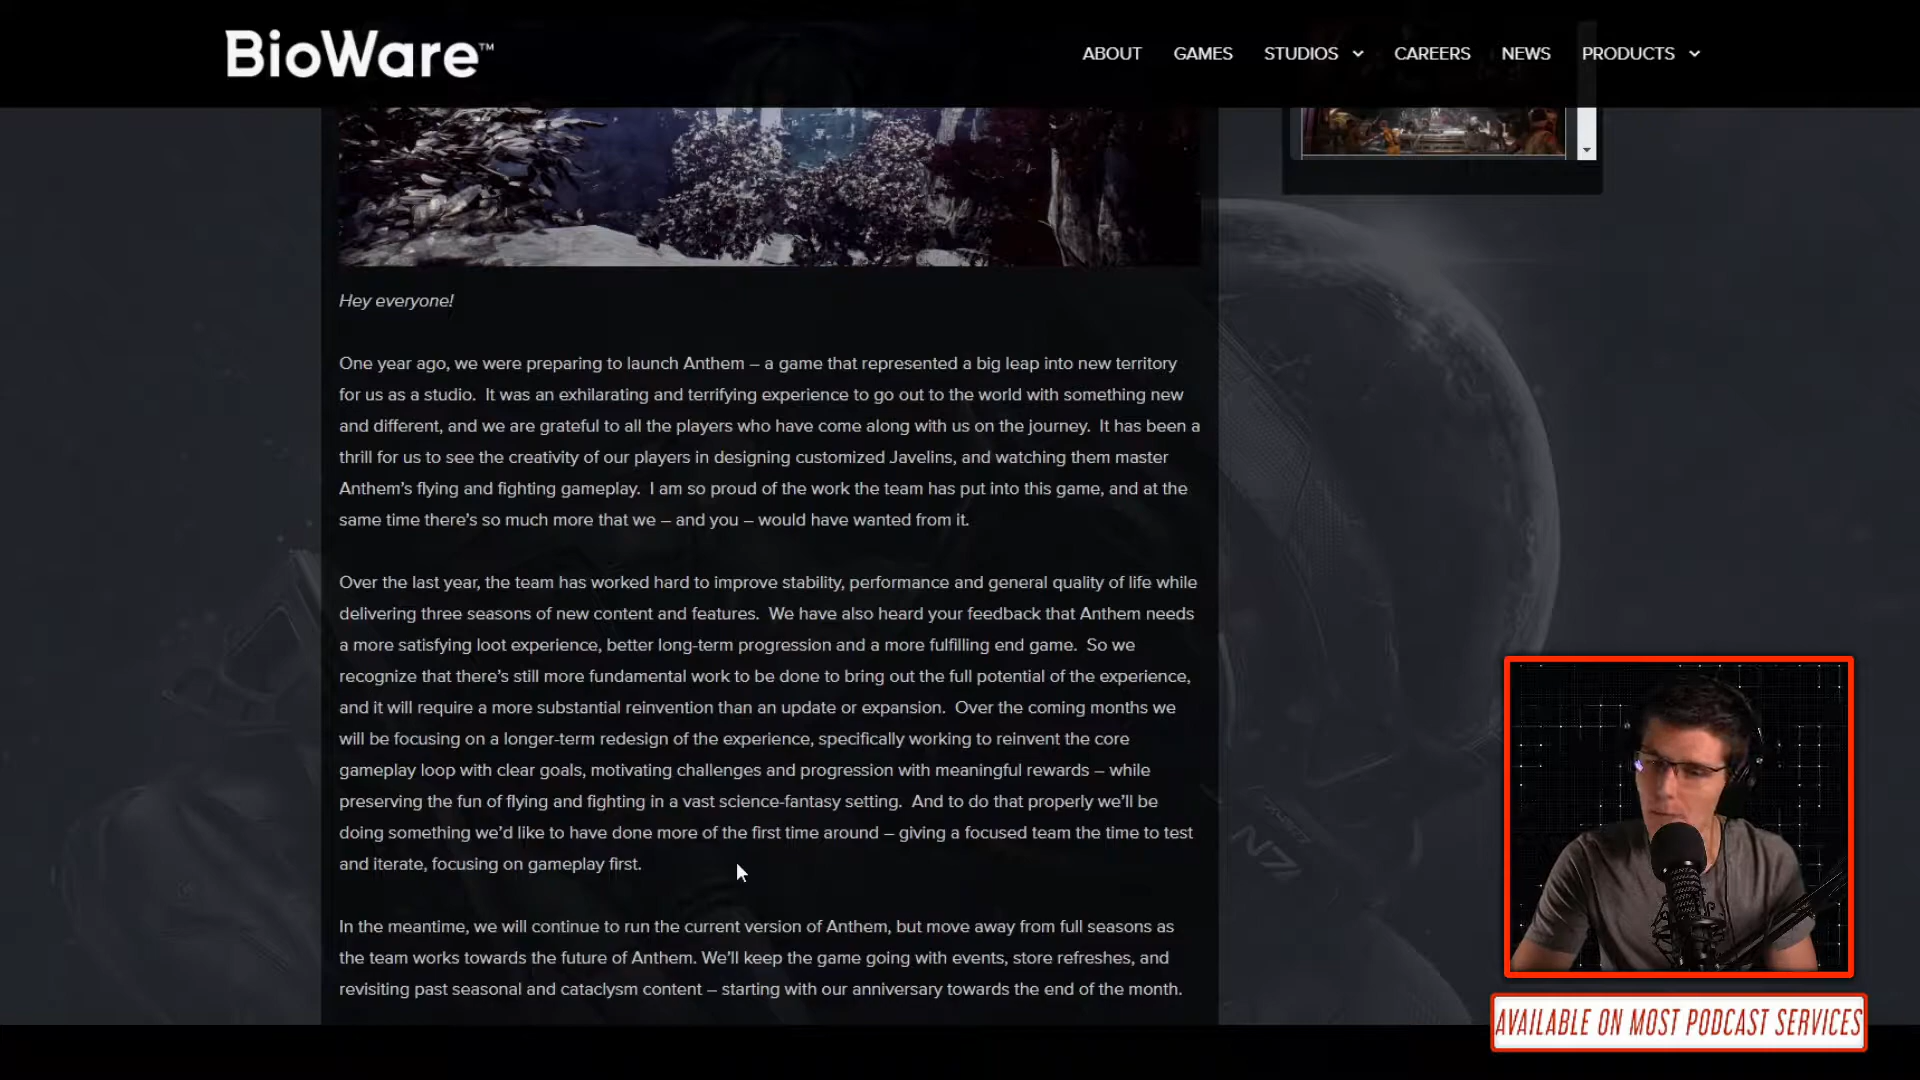 BioWare™
ABOUT GAMES STUDIOS CAREERS NEWS PRODUCTS
Hey everyone!
One year ago, we were preparing to launch Anthem – a game that represented a big leap into new territory
for us as a studio.  It was an exhilarating and terrifying experience to go out to the world with something new
and different, and we are grateful to all the players who have come along with us on the journey.  It has been a
thrill for us to see the creativity of our players in designing customized Javelins, and watching them master
Anthem's flying and fighting gameplay.  I am so proud of the work the team has put into this game, and at the
same time there's so much more that we – and you – would have wanted from it.
Over the last year, the team has worked hard to improve stability, performance and general quality of life while
delivering three seasons of new content and features.  We have also heard your feedback that Anthem needs
a more satisfying loot experience, better long-term progression and a more fulfilling end game.  So we
recognize that there's still more fundamental work to be done to bring out the full potential of the experience,
and it will require a more substantial reinvention than an update or expansion.  Over the coming months we
will be focusing on a longer-term redesign of the experience, specifically working to reinvent the core
gameplay loop with clear goals, motivating challenges and progression with meaningful rewards – while
preserving the fun of flying and fighting in a vast science-fantasy setting.  And to do that properly we'll be
doing something we'd like to have done more of the first time around – giving a focused team the time to test
and iterate, focusing on gameplay first.
N7
In the meantime, we will continue to run the current version of Anthem, but move away from full seasons as
the team works towards the future of Anthem. We'll keep the game going with events, store refreshes, and
revisiting past seasonal and cataclysm content – starting with our anniversary towards the end of the month.
AVAILABLE ON MOST PODCAST SERVICES